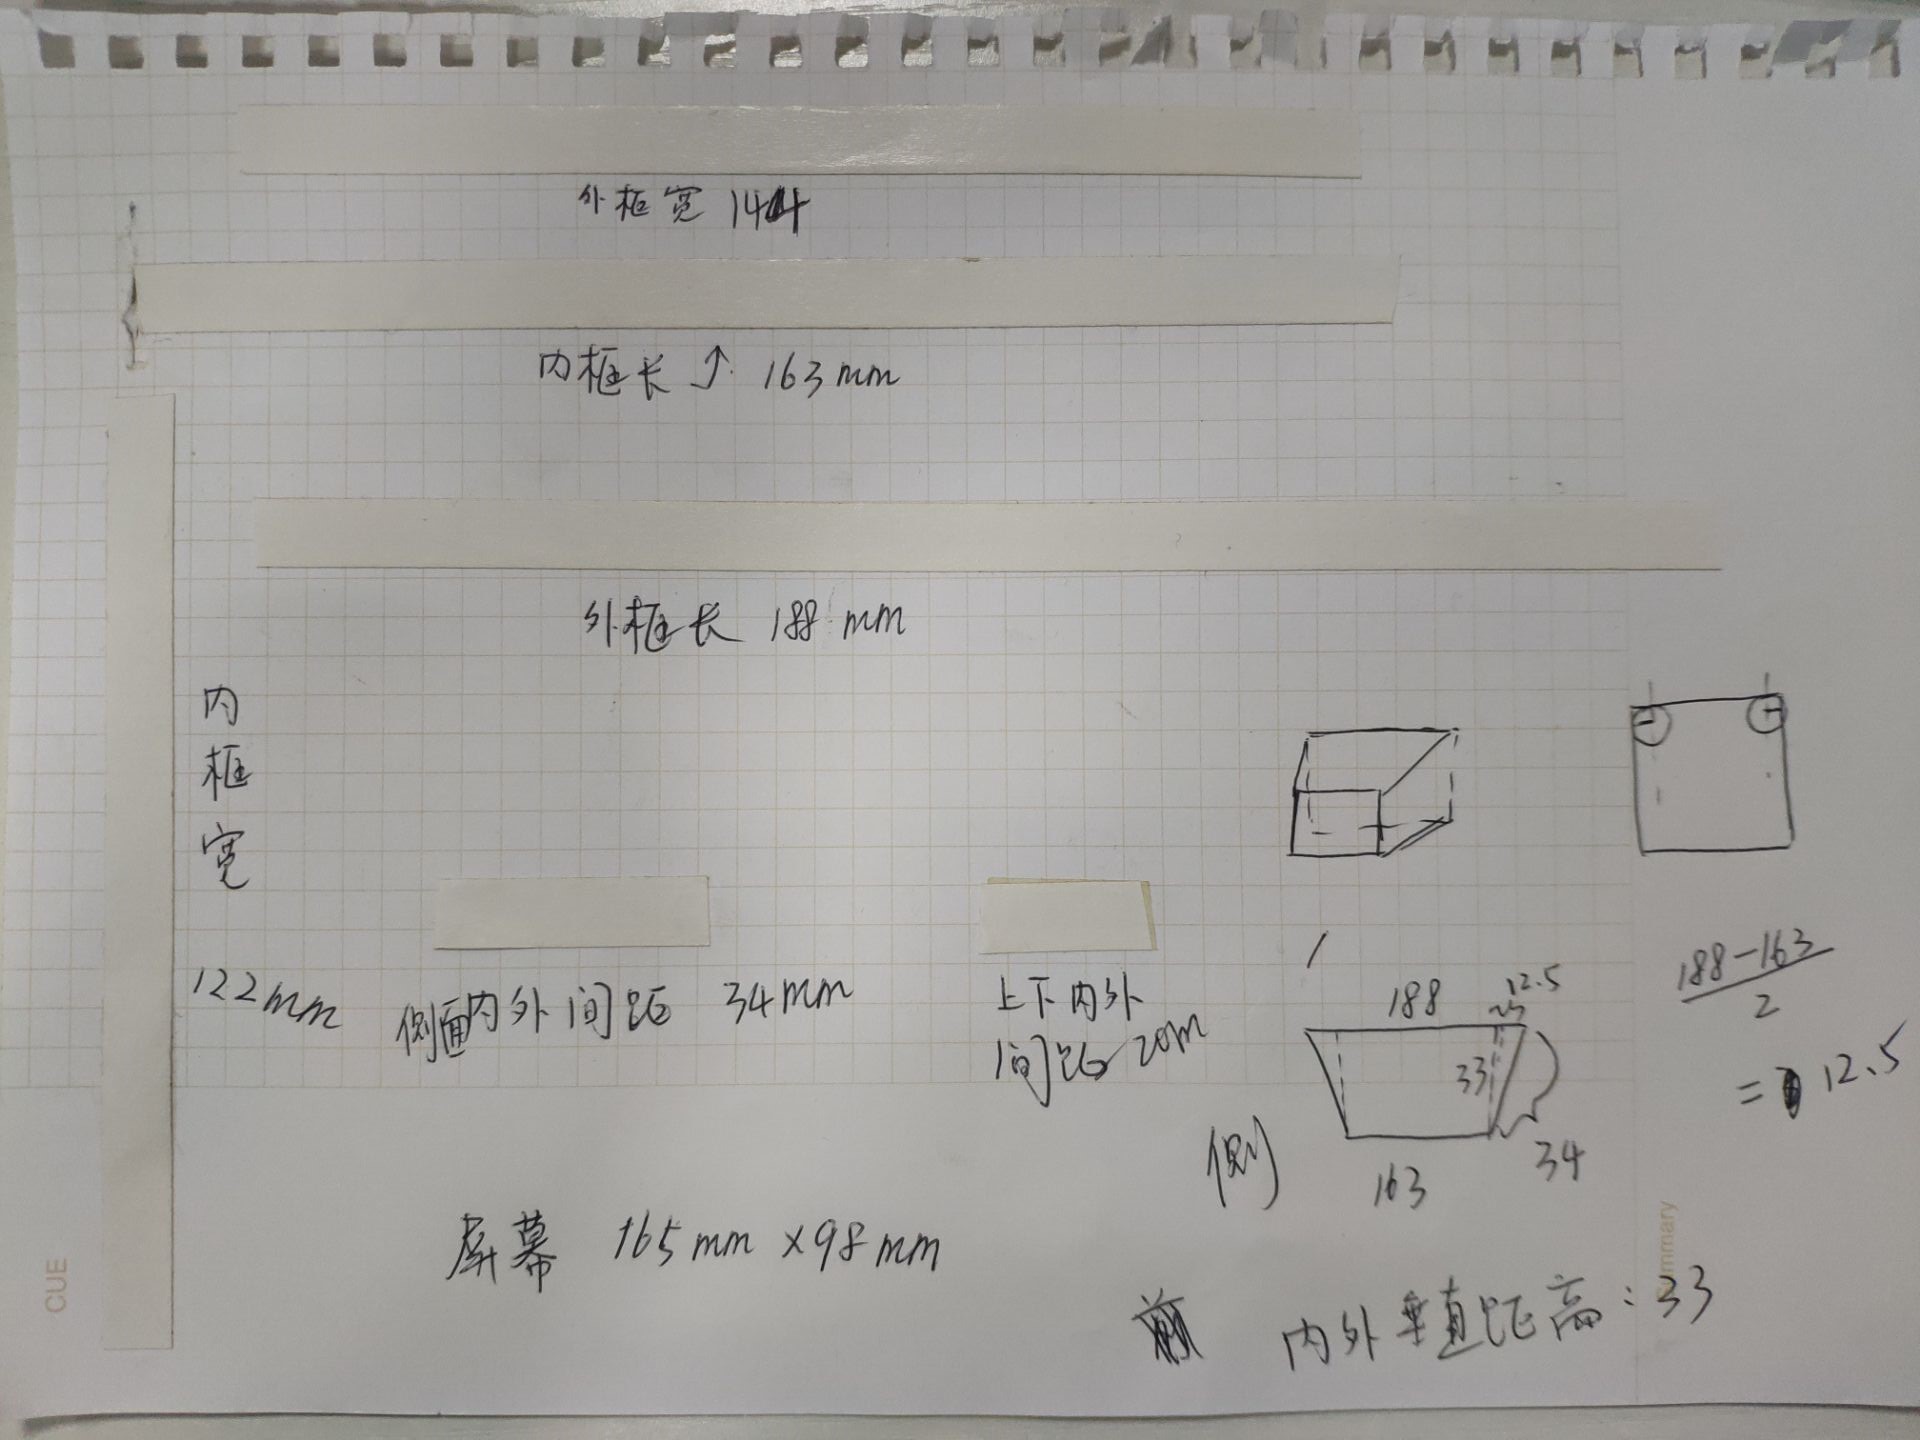 外框宽 144
内框长 ↑ 163mm
外框长 188 mm
内
框
宽
122mm
侧面内外间距 34mm
上下内外
间距 20m
188
12.5
33
34
163
侧
188-163
2
= 12.5
屏幕 165mm × 98mm
内外垂直距高: 33
CUE
Summary